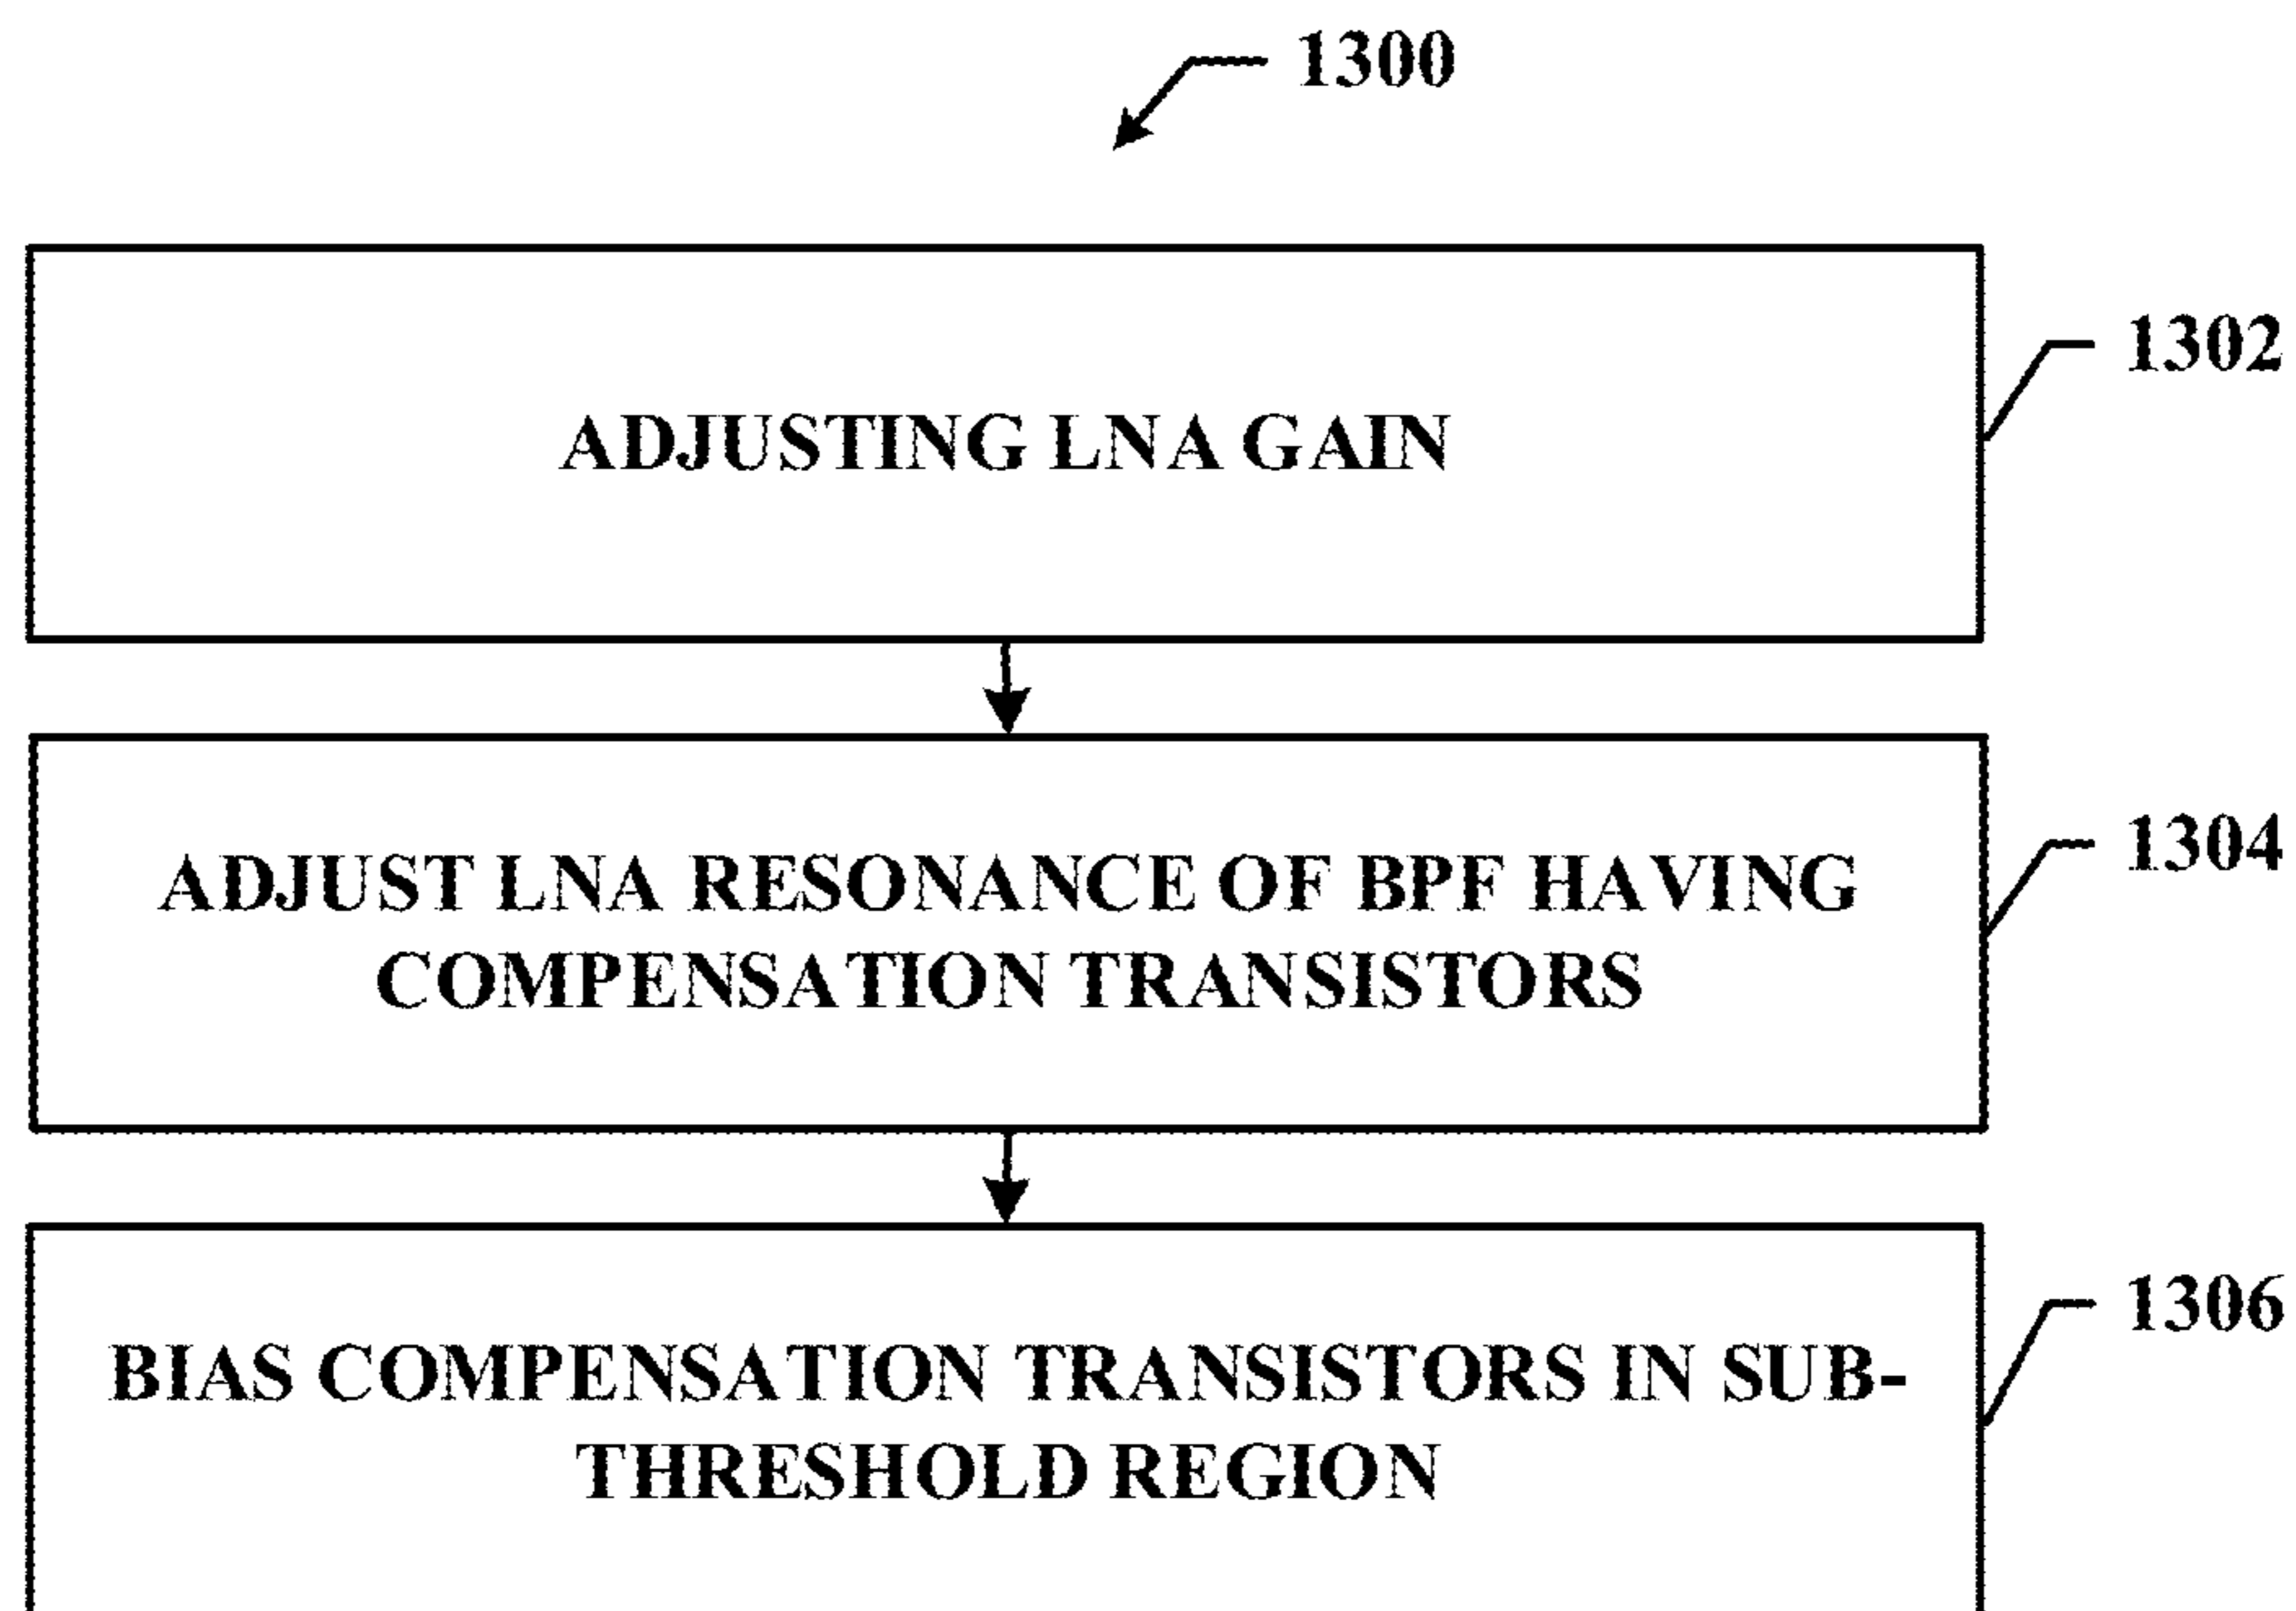 1300
1302
ADJUSTING LNA GAIN
1304
ADJUST LNA RESONANCE OF BPF HAVING
COMPENSATION TRANSISTORS
1306
BIAS COMPENSATION TRANSISTORS IN SUB-
THRESHOLD REGION